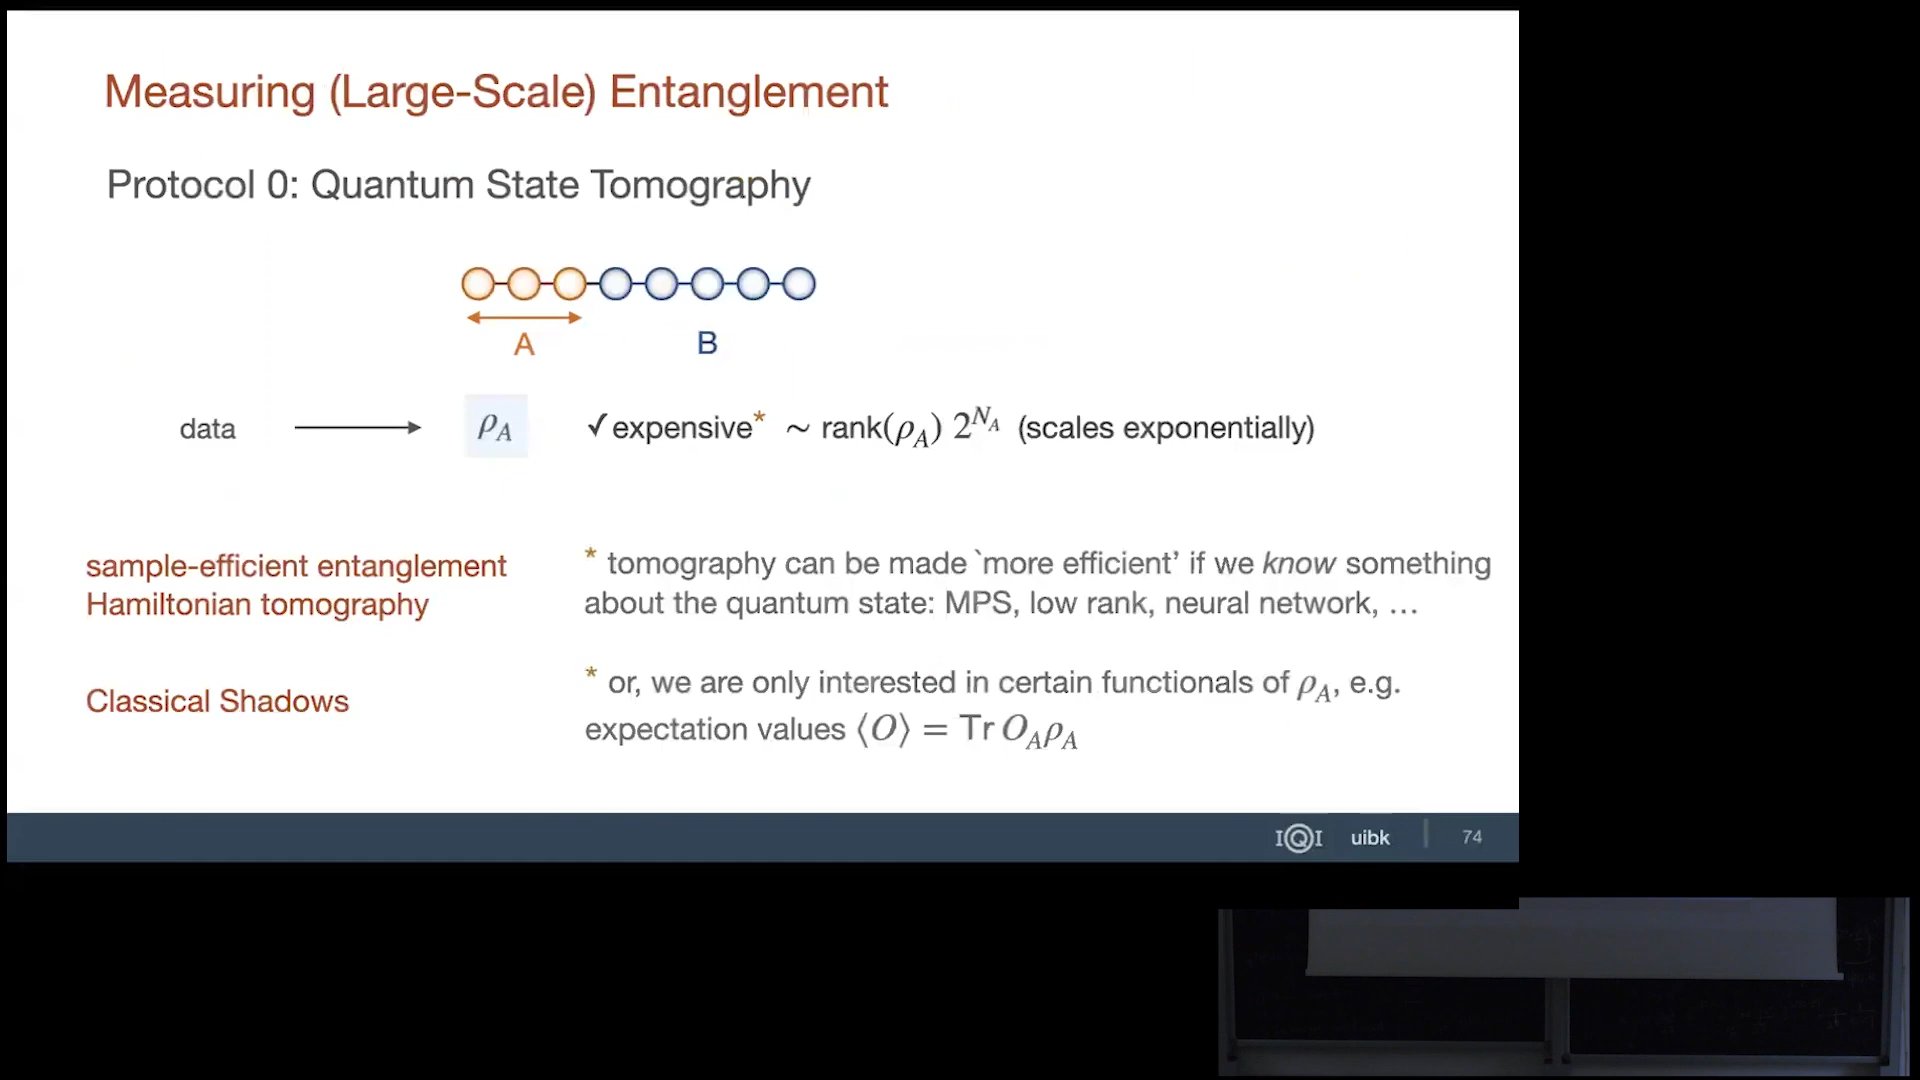 Measuring (Large-Scale) Entanglement
Protocol 0: Quantum State Tomography
A
B
data
ρ_A
✓expensive* ∼ rank(ρ_A) 2^{N_A} (scales exponentially)
sample-efficient entanglement
Hamiltonian tomography
* tomography can be made `more efficient’ if we know something
about the quantum state: MPS, low rank, neural network, …
Classical Shadows
* or, we are only interested in certain functionals of ρ_A, e.g.
expectation values ⟨O⟩ = Tr O_Aρ_A
IQI uibk | 74